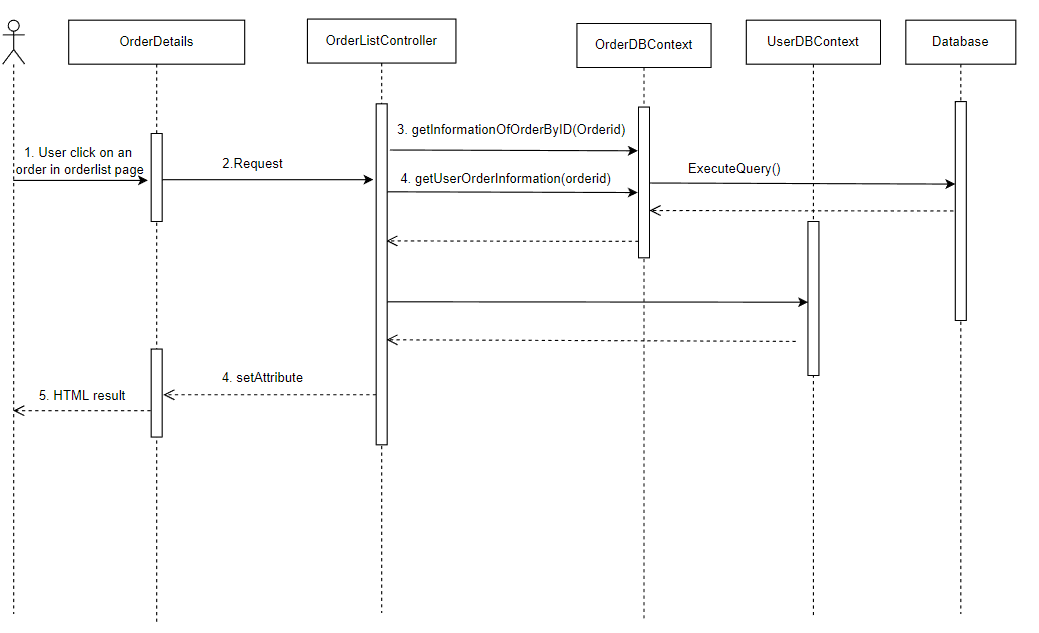 OrderDetails
OrderListController
OrderDBContext
UserDBContext
Database
1. User click on an
order in orderlist page
2.Request
3. getInformationOfOrderByID(Orderid)
4. getUserOrderInformation(orderid)
ExecuteQuery()
4. setAttribute
5. HTML result